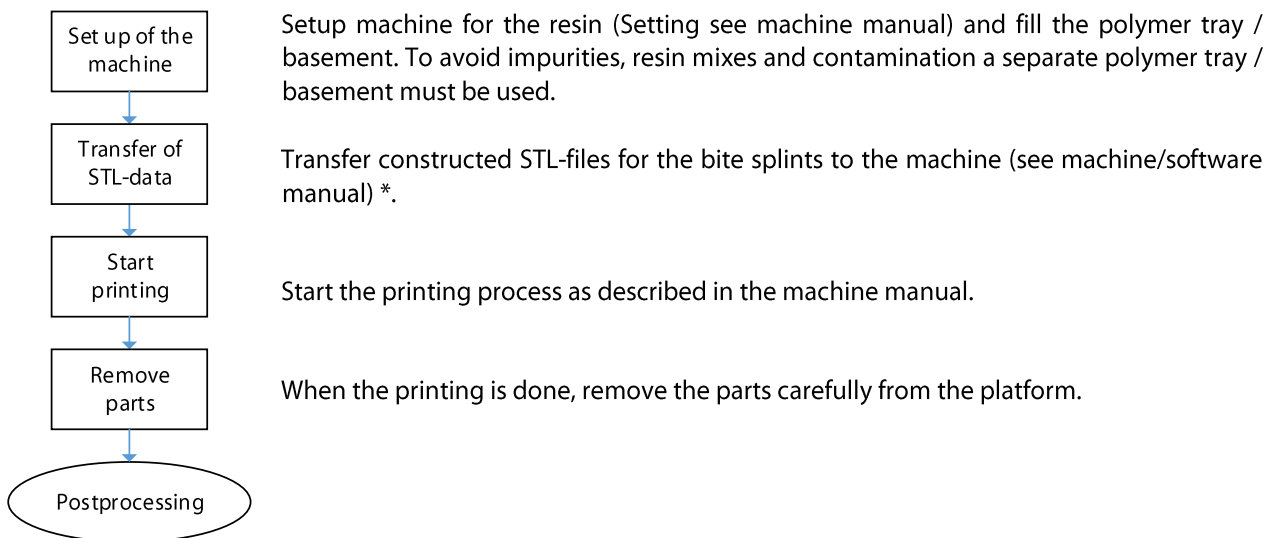 Set up of the
machine
Setup machine for the resin (Setting see machine manual) and fill the polymer tray /
basement. To avoid impurities, resin mixes and contamination a separate polymer tray /
basement must be used.
Transfer of
STL-data
Transfer constructed STL-files for the bite splints to the machine (see machine/software
manual) *.
Start
printing
Start the printing process as described in the machine manual.
Remove
parts
When the printing is done, remove the parts carefully from the platform.
Postprocessing